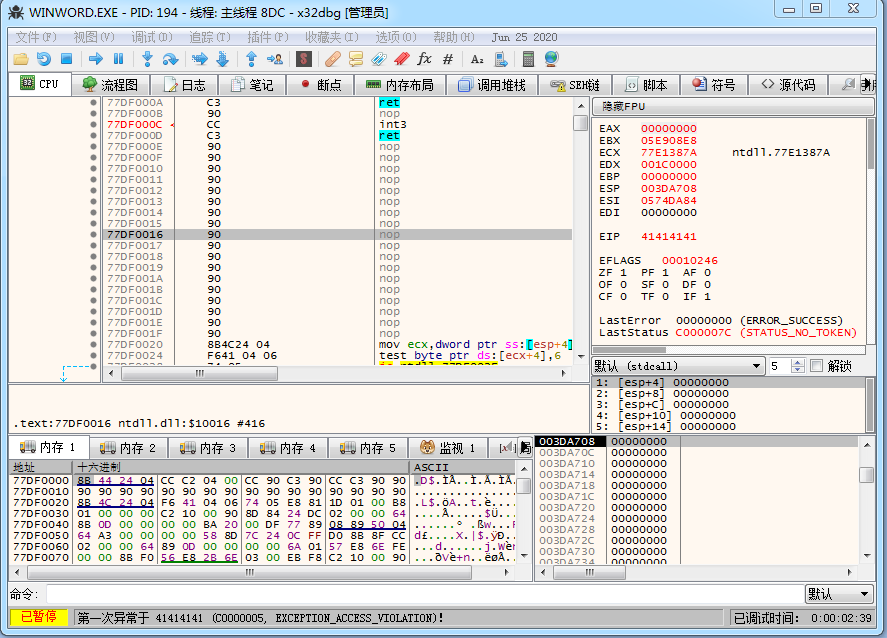 WINWORD.EXE - PID: 194 - 线程: 主线程 8DC - x32dbg [管理员]
文件(F) 视图(V) 调试(D) 追踪(T) 插件(P) 收藏夹(I) 选项(O) 帮助(H) Jun 25 2020
CPU 流程图 日志 笔记 断点 内存布局 调用堆栈 SEH链 脚本 符号 源代码
77DF000A C3 ret
77DF000B 90 nop
77DF000C CC int3
77DF000D C3 ret
77DF000E 90 nop
77DF000F 90 nop
77DF0010 90 nop
77DF0011 90 nop
77DF0012 90 nop
77DF0013 90 nop
77DF0014 90 nop
77DF0015 90 nop
77DF0016 90 nop
77DF0017 90 nop
77DF0018 90 nop
77DF0019 90 nop
77DF001A 90 nop
77DF001B 90 nop
77DF001C 90 nop
77DF001D 90 nop
77DF001E 90 nop
77DF001F 90 nop
77DF0020 8B4C24 04 mov ecx,dword ptr ss:[esp+4]
77DF0024 F641 04 06 test byte ptr ds:[ecx+4],6
隐藏FPU
EAX 00000000
EBX 05E908E8
ECX 77E1387A ntdll.77E1387A
EDX 001C0000
EBP 00000000
ESP 003DA708
ESI 0574DA84
EDI 00000000
EIP 41414141
EFLAGS 00010246
ZF 1 PF 1 AF 0
OF 0 SF 0 DF 0
CF 0 TF 0 IF 1
LastError 00000000 (ERROR_SUCCESS)
LastStatus C000007C (STATUS_NO_TOKEN)
默认 (stdcall) 5 解锁
1: [esp+4] 00000000
2: [esp+8] 00000000
3: [esp+C] 00000000
4: [esp+10] 00000000
5: [esp+14] 00000000
.text:77DF0016 ntdll.dll:$10016 #416
内存 1 内存 2 内存 3 内存 4 内存 5 监视 1
地址 十六进制 ASCII
77DF0000 8B 44 24 04 CC C2 04 00 CC 90 C3 90 CC C3 90 90 .D$.ÌÂ..Ì.Ã.ÌÃ..
77DF0010 90 90 90 90 90 90 90 90 90 90 90 90 90 90 90 90 ................
77DF0020 8B 4C 24 04 F6 41 04 06 74 05 E8 81 1D 01 00 B8
77DF0030 01 00 00 00 C2 10 00 90 8D 84 24 DC 02 00 00 64
77DF0040 8B 0D 00 00 00 00 BA 20 00 DF 77 89 08 89 50 04
77DF0050 64 A3 00 00 00 00 58 8D 7C 24 0C FF D0 8B 8F CC
77DF0060 02 00 00 64 89 0D 00 00 00 00 6A 01 57 E8 6E FE
77DF0070 00 00 8B F0 56 E8 2B 6E 03 00 EB F8 C2 10 00 90
003DA708 00000000
003DA70C 00000000
003DA710 00000000
003DA714 00000000
003DA718 00000000
003DA71C 00000000
003DA720 00000000
003DA724 00000000
003DA728 00000000
003DA72C 00000000
003DA730 00000000
003DA734 00000000
命令: 默认
已暂停 第一次异常于 41414141 (C0000005, EXCEPTION_ACCESS_VIOLATION)! 已调试时间: 0:00:02:39